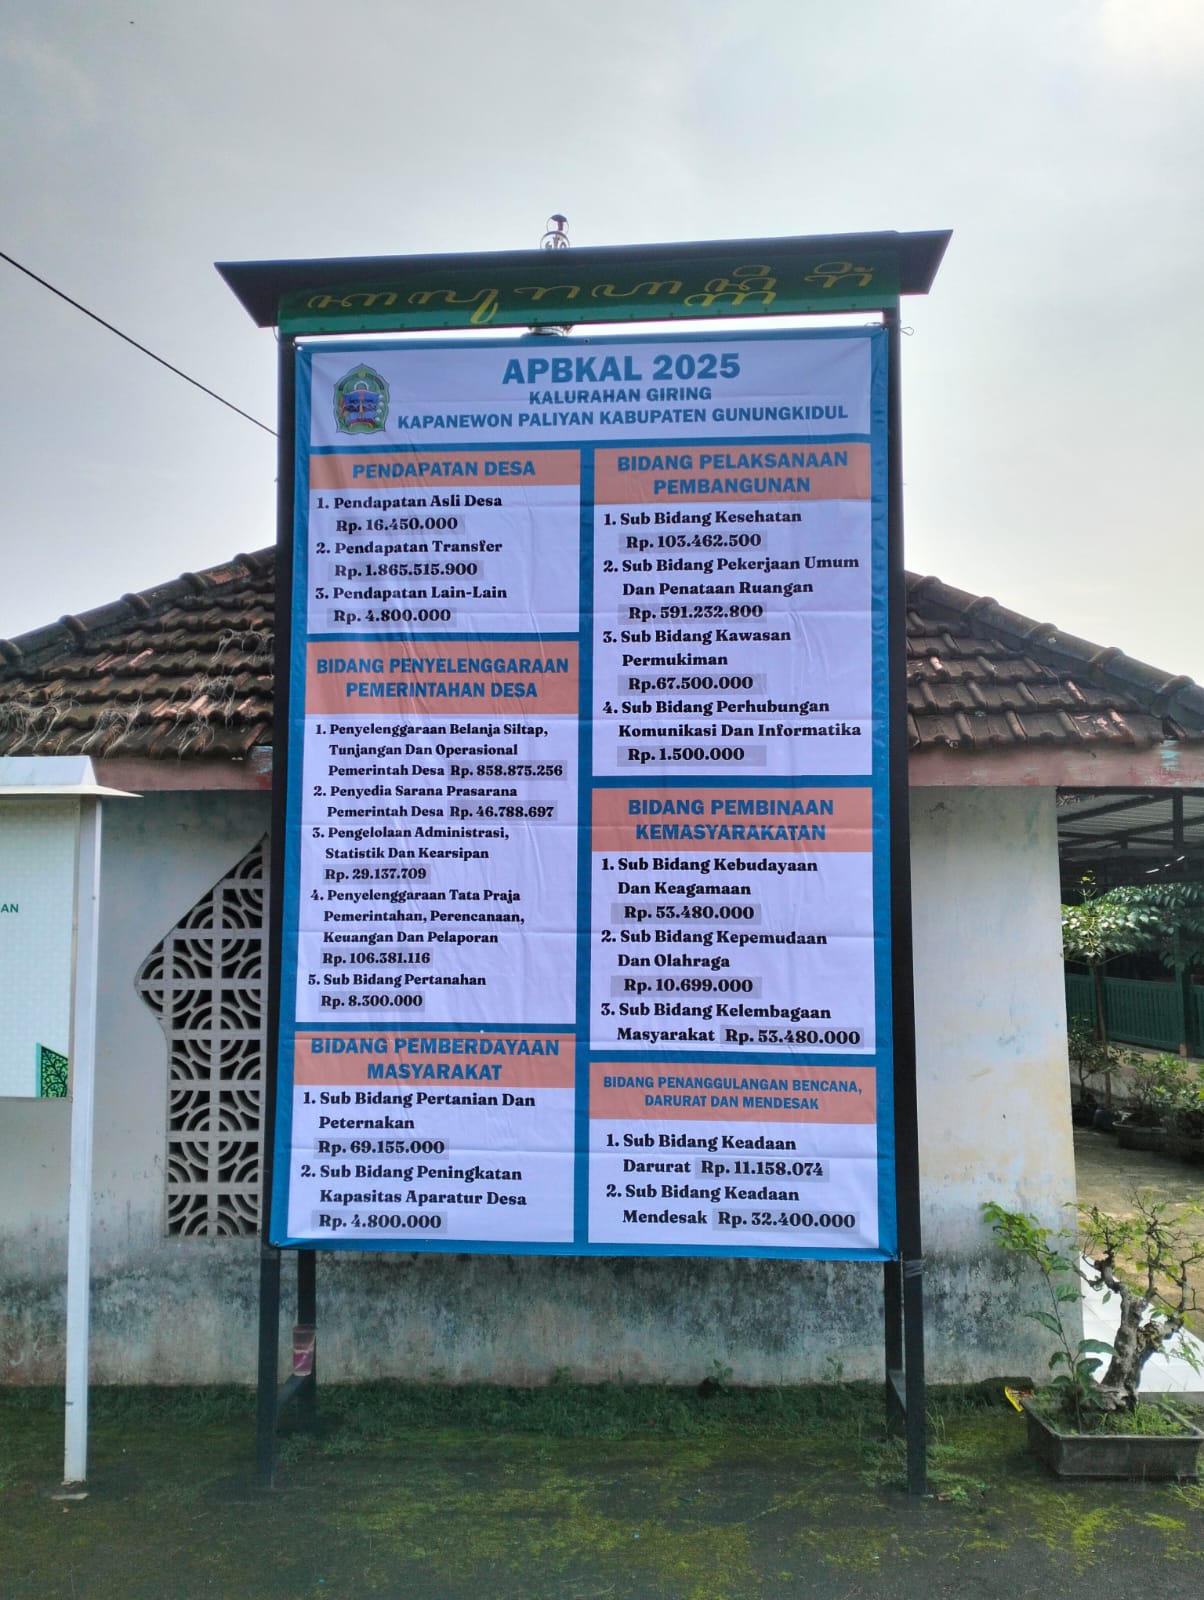 APBKAL 2025
KALURAHAN GIRING
KAPANEWON PALIYAN KABUPATEN GUNUNGKIDUL
PENDAPATAN DESA
1. Pendapatan Asli Desa
Rp. 16.450.000
2. Pendapatan Transfer
Rp. 1.865.515.900
3. Pendapatan Lain-Lain
Rp. 4.800.000
BIDANG PENYELENGGARAAN
PEMERINTAHAN DESA
1. Penyelenggaraan Belanja Siltap,
Tunjangan Dan Operasional
Pemerintah Desa Rp. 858.875.256
2. Penyedia Sarana Prasarana
Pemerintah Desa Rp. 46.788.697
3. Pengelolaan Administrasi,
Statistik Dan Kearsipan
Rp. 29.137.709
4. Penyelenggaraan Tata Praja
Pemerintahan, Perencanaan,
Keuangan Dan Pelaporan
Rp. 106.381.116
5. Sub Bidang Pertanahan
Rp. 8.300.000
BIDANG PEMBERDAYAAN
MASYARAKAT
1. Sub Bidang Pertanian Dan
Peternakan
Rp. 69.155.000
2. Sub Bidang Peningkatan
Kapasitas Aparatur Desa
Rp. 4.800.000
BIDANG PELAKSANAAN
PEMBANGUNAN
1. Sub Bidang Kesehatan
Rp. 103.462.500
2. Sub Bidang Pekerjaan Umum
Dan Penataan Ruangan
Rp. 591.232.800
3. Sub Bidang Kawasan
Permukiman
Rp.67.500.000
4. Sub Bidang Perhubungan
Komunikasi Dan Informatika
Rp. 1.500.000
BIDANG PEMBINAAN
KEMASYARAKATAN
1. Sub Bidang Kebudayaan
Dan Keagamaan
Rp. 53.480.000
2. Sub Bidang Kepemudaan
Dan Olahraga
Rp. 10.699.000
3. Sub Bidang Kelembagaan
Masyarakat Rp. 53.480.000
BIDANG PENANGGULANGAN BENCANA,
DARURAT DAN MENDESAK
1. Sub Bidang Keadaan
Darurat Rp. 11.158.074
2. Sub Bidang Keadaan
Mendesak Rp. 32.400.000